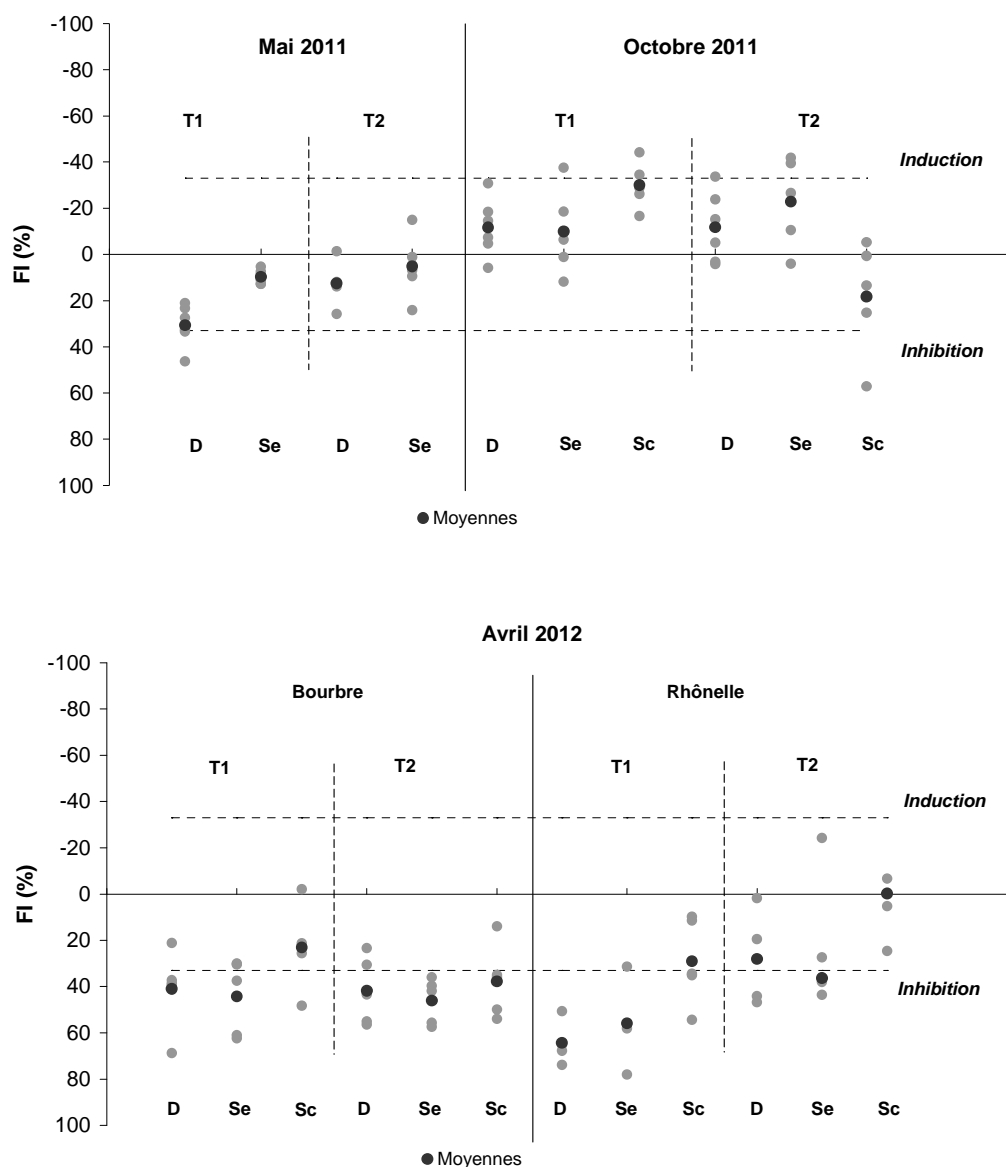 Mai 2011 Octobre 2011
T1 T2 T1 T2
Induction
Inhibition
FI (%)
-100
-80
-60
-40
-20
0
20
40
60
80
100
D Se D Se D Se Sc D Se Sc
Moyennes
Avril 2012
Bourbre Rhônelle
T1 T2 T1 T2
Induction
Inhibition
FI (%)
-100
-80
-60
-40
-20
0
20
40
60
80
100
D Se Sc D Se Sc D Se Sc D Se Sc
Moyennes